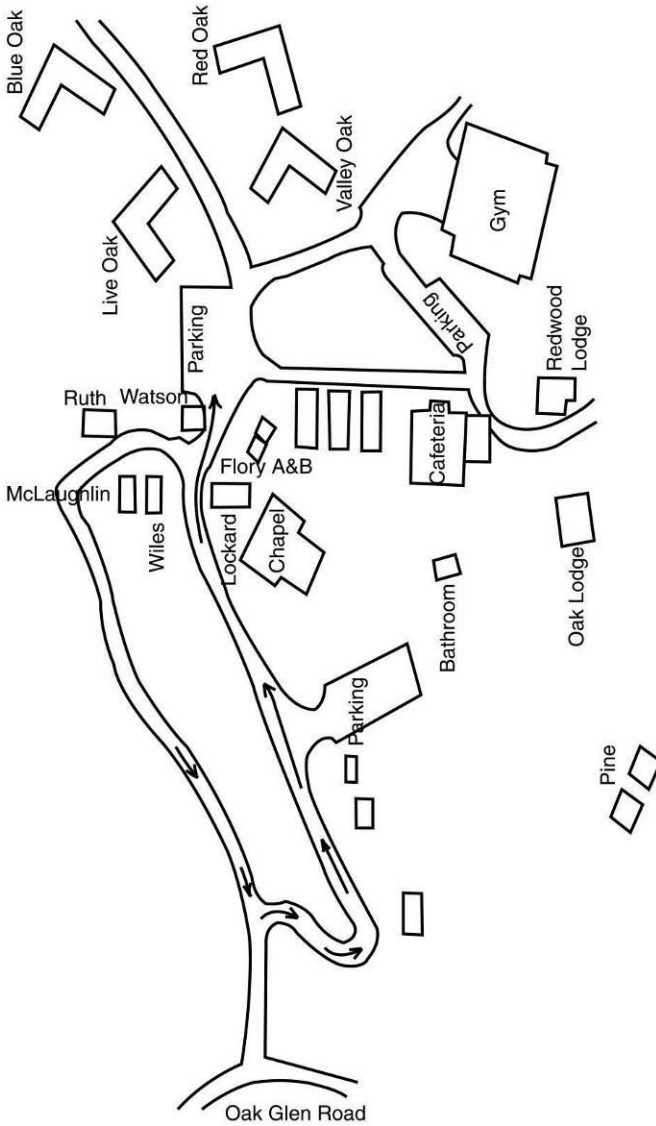 Blue Oak
Red Oak
Live Oak
Valley Oak
Parking
Gym
Parking
Redwood
Lodge
Ruth
Watson
Flory A&B
Cafeteria
McLaughlin
Wiles
Lockard
Chapel
Bathroom
Oak Lodge
Parking
Pine
Oak Glen Road